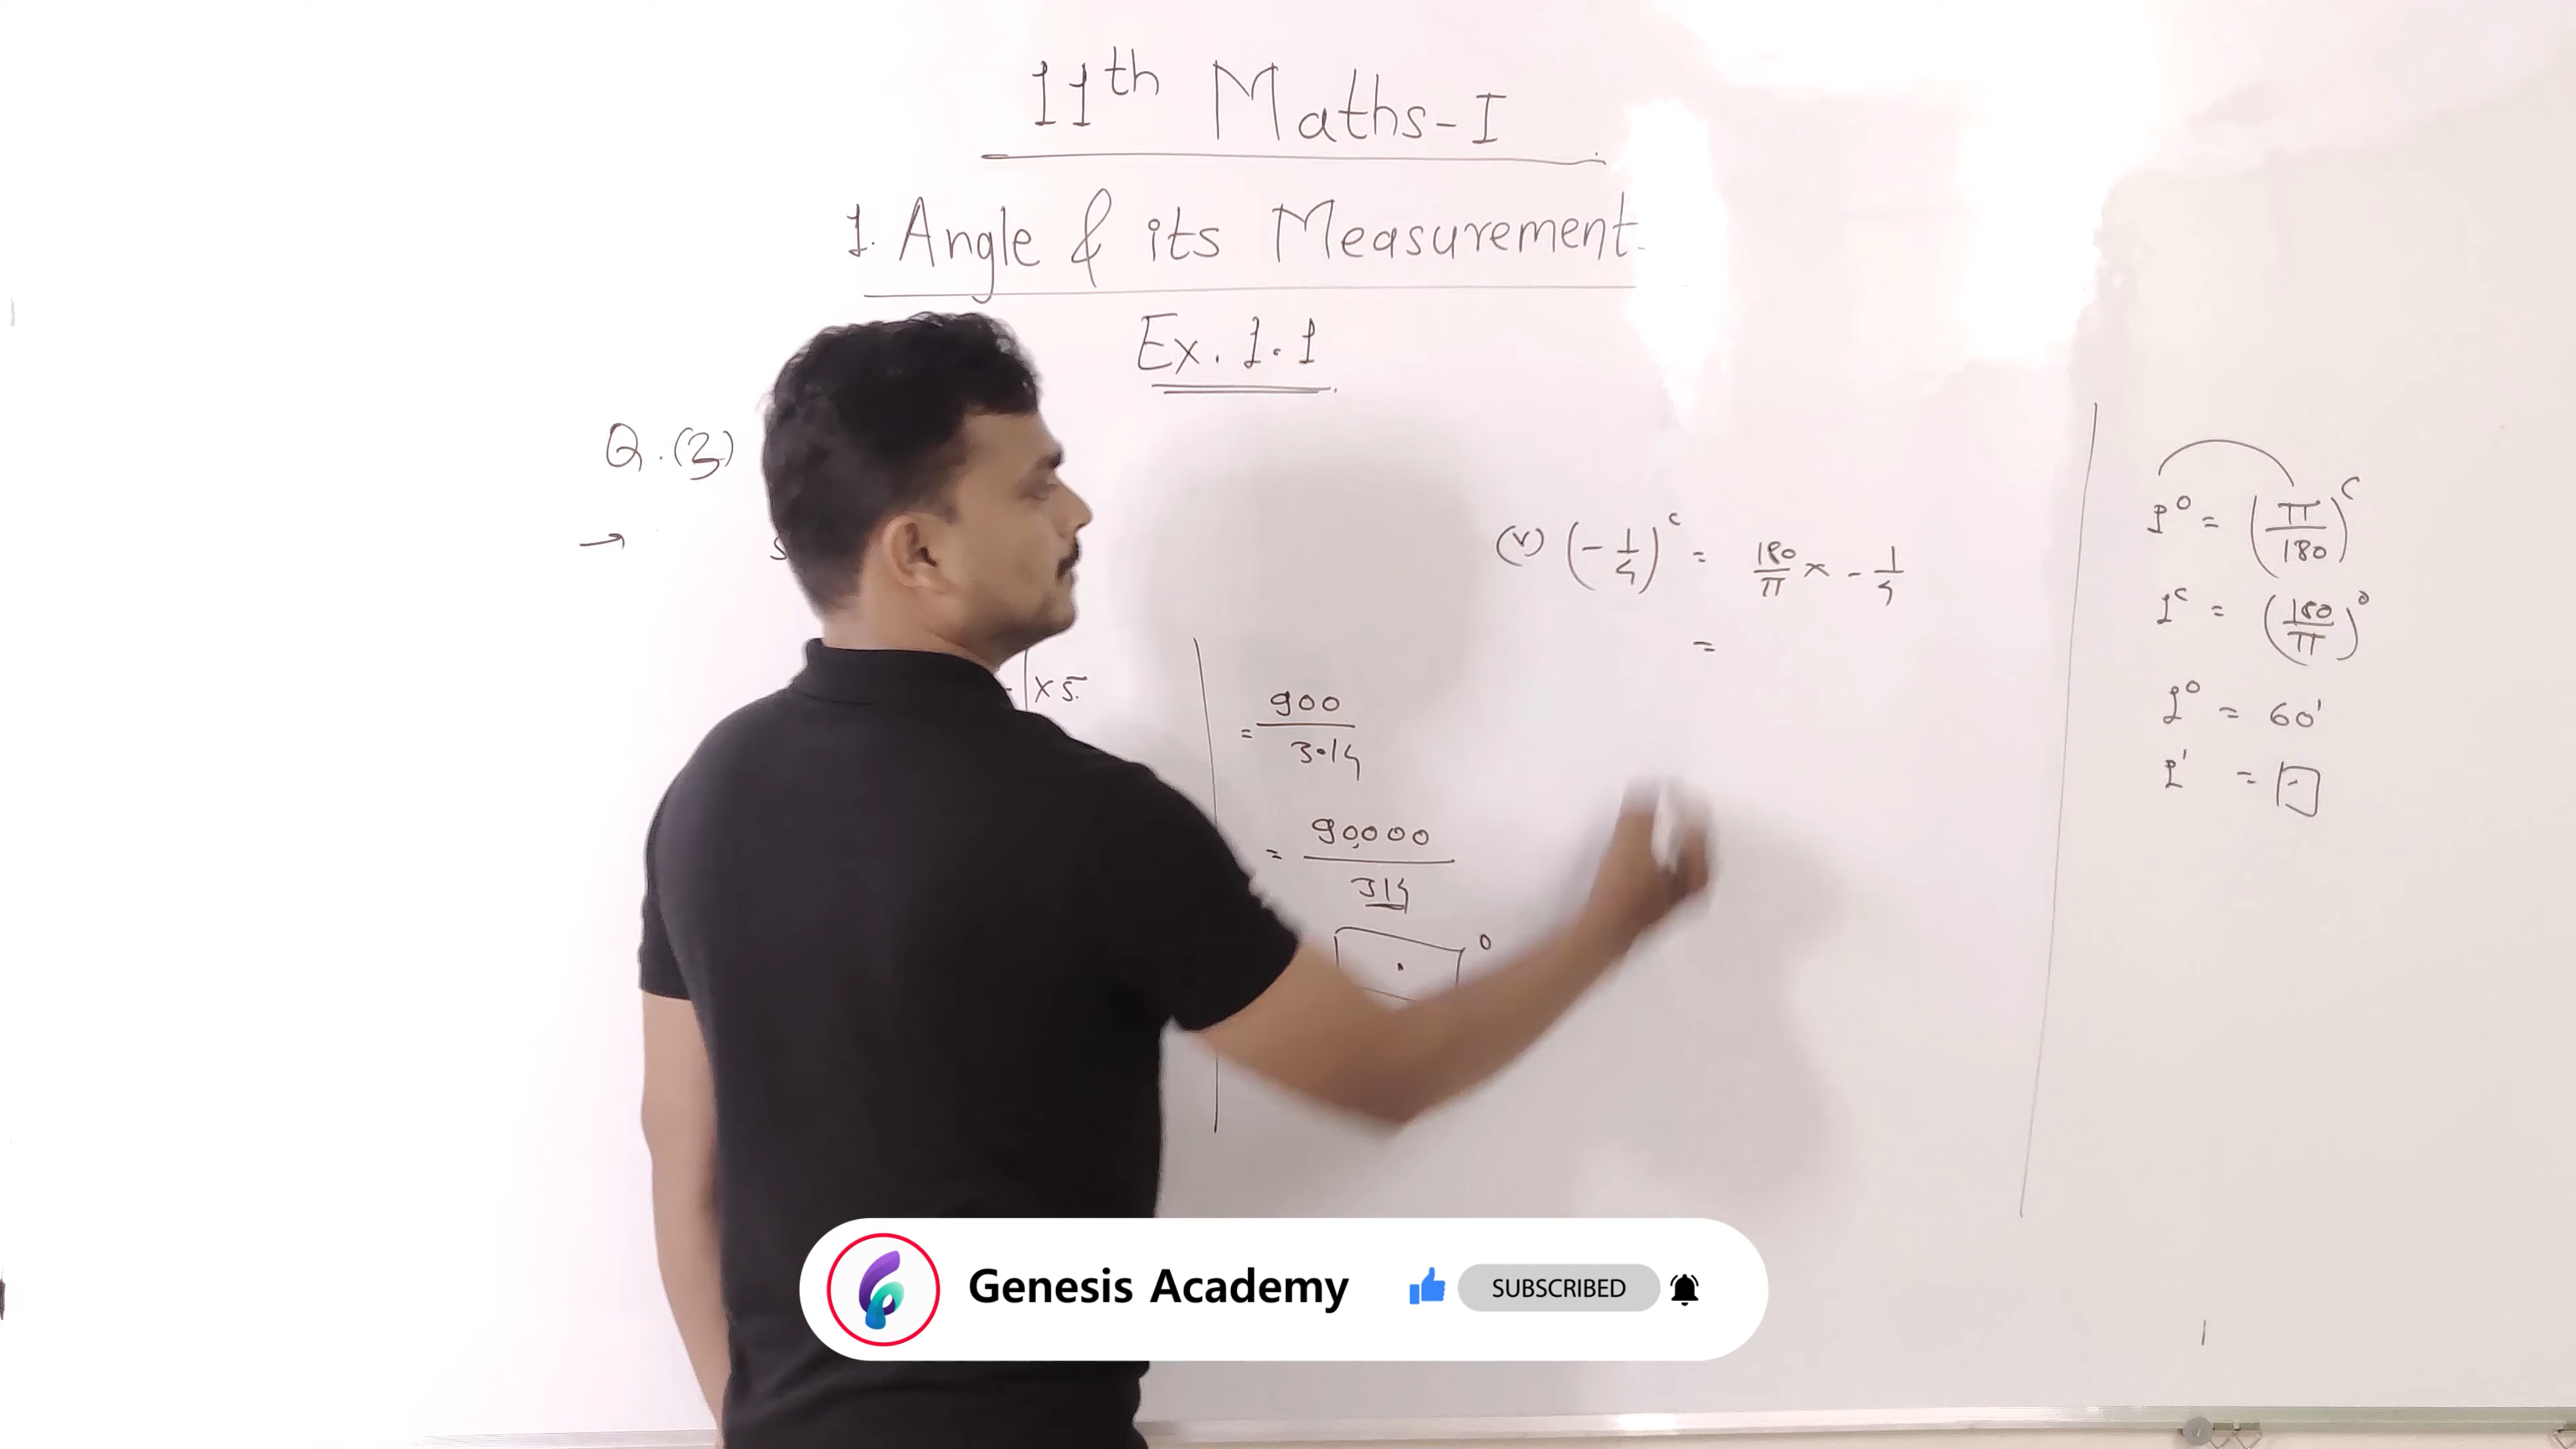 11th Maths-I
1. Angle & its Measurement
Ex. 1.1
Q.(3)
→
x 5
= 900/3.14
= 90,000/314
(v) (-1/4)^c = 180/π x - 1/4
=
1° = (π/180)^c
1^c = (180/π)°
1° = 60'
1' =
Genesis Academy SUBSCRIBED